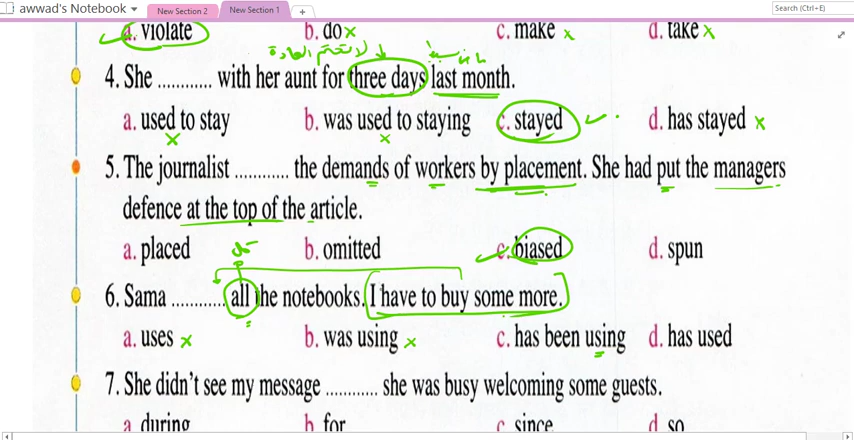 awwad's Notebook
New Section 2
New Section 1
Search (Ctrl+E)
a. violate b. do x c. make x d. take x
4. She ............ with her aunt for three days last month.
a. used to stay b. was used to staying c. stayed d. has stayed x
x x
5. The journalist ............ the demands of workers by placement. She had put the managers
defence at the top of the article.
a. placed b. omitted c. biased d. spun
6. Sama ............ all the notebooks. I have to buy some more.
a. uses x b. was using x c. has been using d. has used
7. She didn't see my message ............ she was busy welcoming some guests.
a during b for c since d so